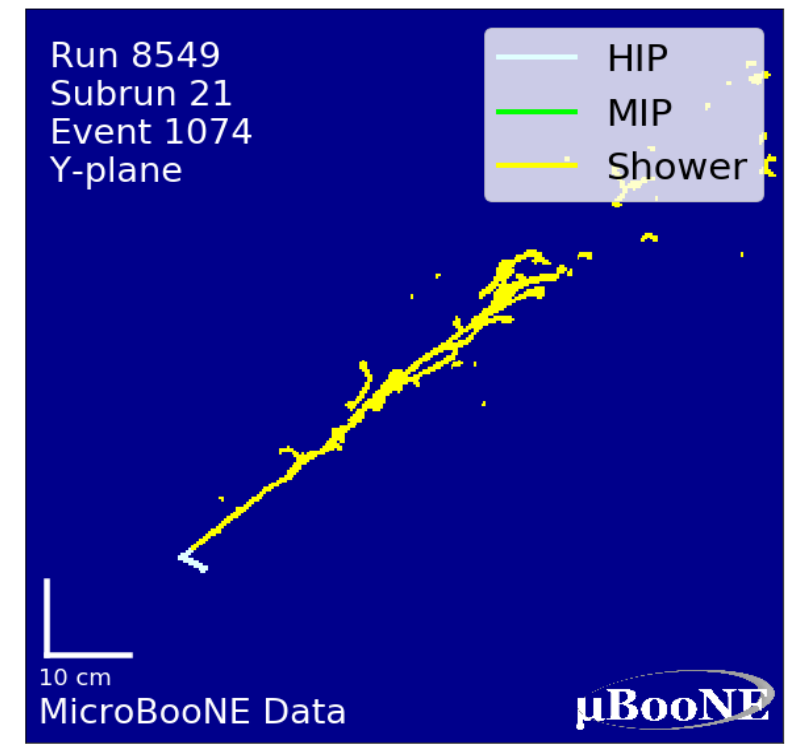 Run 8549
Subrun 21
Event 1074
Y-plane
HIP
MIP
Shower
10 cm
MicroBooNE Data
µBooNE